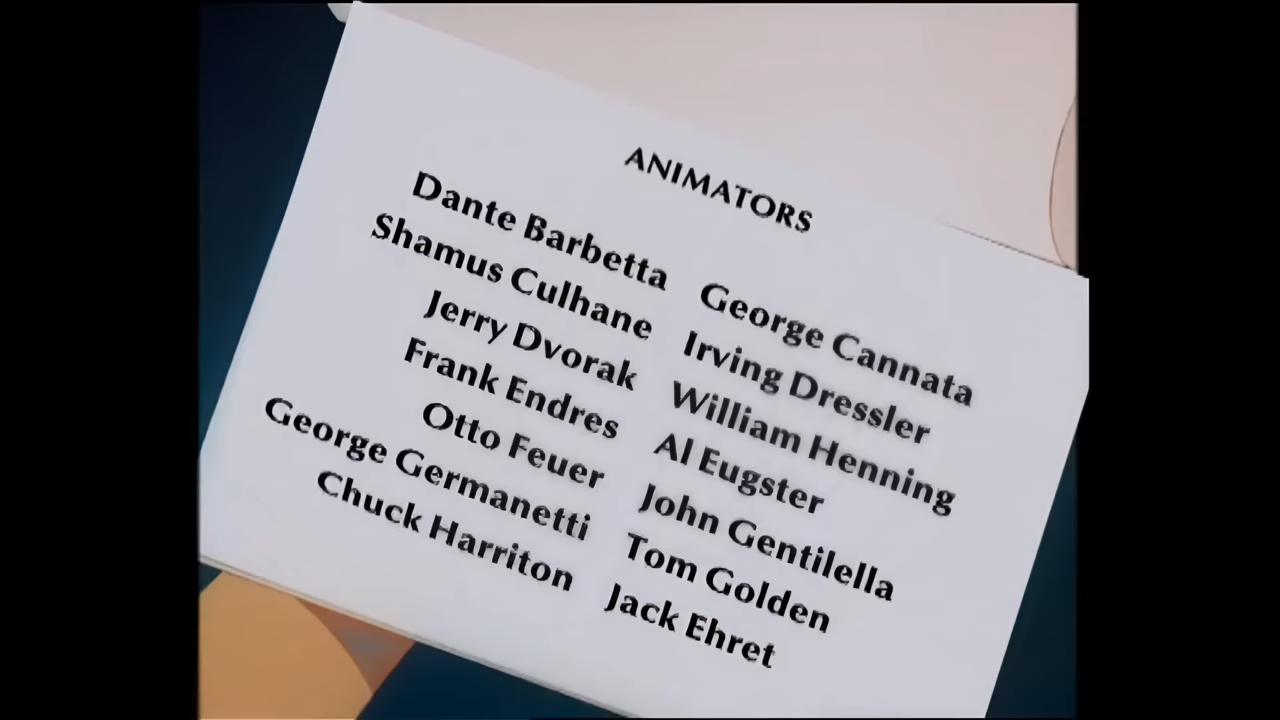 ANIMATORS
Dante Barbetta
George Cannata
Shamus Culhane
Irving Dressler
Jerry Dvorak
William Henning
Frank Endres
Al Eugster
Otto Feuer
John Gentilella
George Germanetti
Tom Golden
Chuck Harriton
Jack Ehret